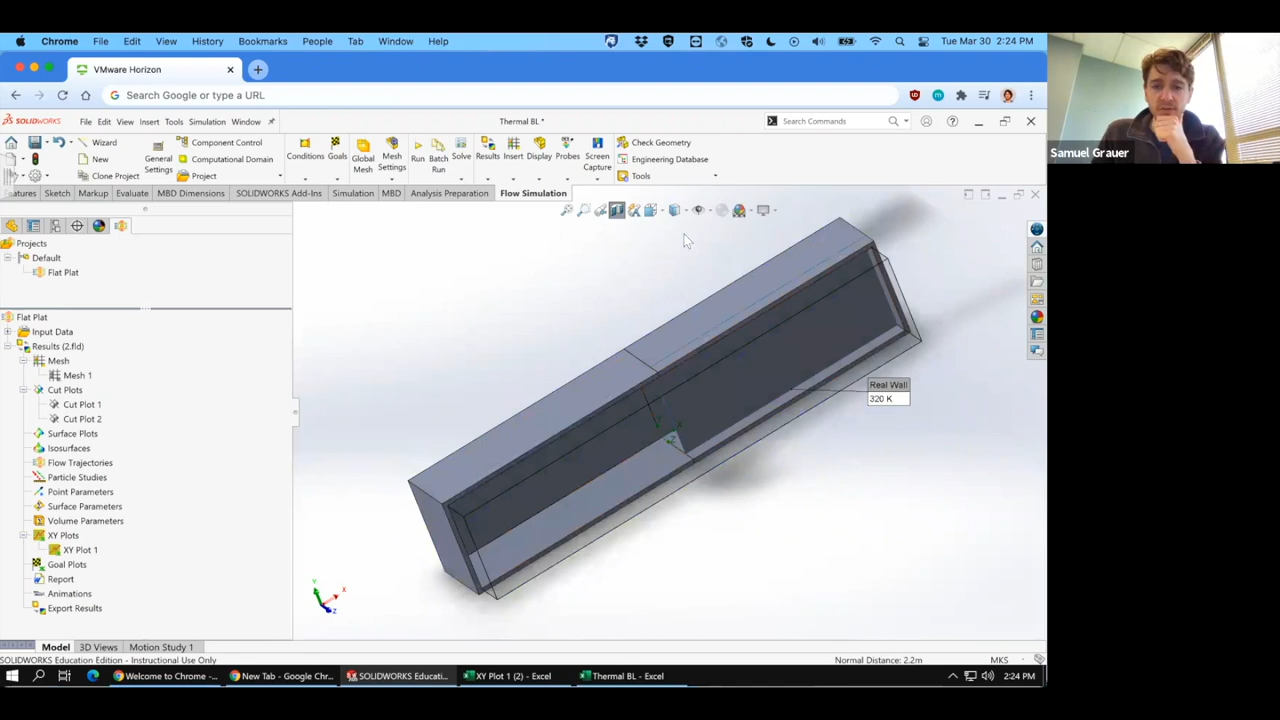 Chrome File Edit View History Bookmarks People Tab Window Help Tue Mar 30 2:24 PM
VMware Horizon
Search Google or type a URL
Samuel Grauer
SOLIDWORKS File Edit View Insert Tools Simulation Window Thermal BL * Search Commands
Wizard
New
Clone Project
General Settings
Component Control
Computational Domain
Project
Conditions
Goals
Global Mesh
Mesh Settings
Run
Batch Run
Solve
Results
Insert
Display
Probes
Screen Capture
Check Geometry
Engineering Database
Tools
eatures Sketch Markup Evaluate MBD Dimensions SOLIDWORKS Add-Ins Simulation MBD Analysis Preparation Flow Simulation
Projects
Default
Flat Plat
Flat Plat
Input Data
Results (2.fld)
Mesh
Mesh 1
Cut Plots
Cut Plot 1
Cut Plot 2
Surface Plots
Isosurfaces
Flow Trajectories
Particle Studies
Point Parameters
Surface Parameters
Volume Parameters
XY Plots
XY Plot 1
Goal Plots
Report
Animations
Export Results
Real Wall
320 K
Y
X
Z
Y
X
Z
Model 3D Views Motion Study 1
SOLIDWORKS Education Edition - Instructional Use Only Normal Distance: 2.2m MKS
Welcome to Chrome -... New Tab - Google Chr... SOLIDWORKS Educati... XY Plot 1 (2) - Excel Thermal BL - Excel 2:24 PM